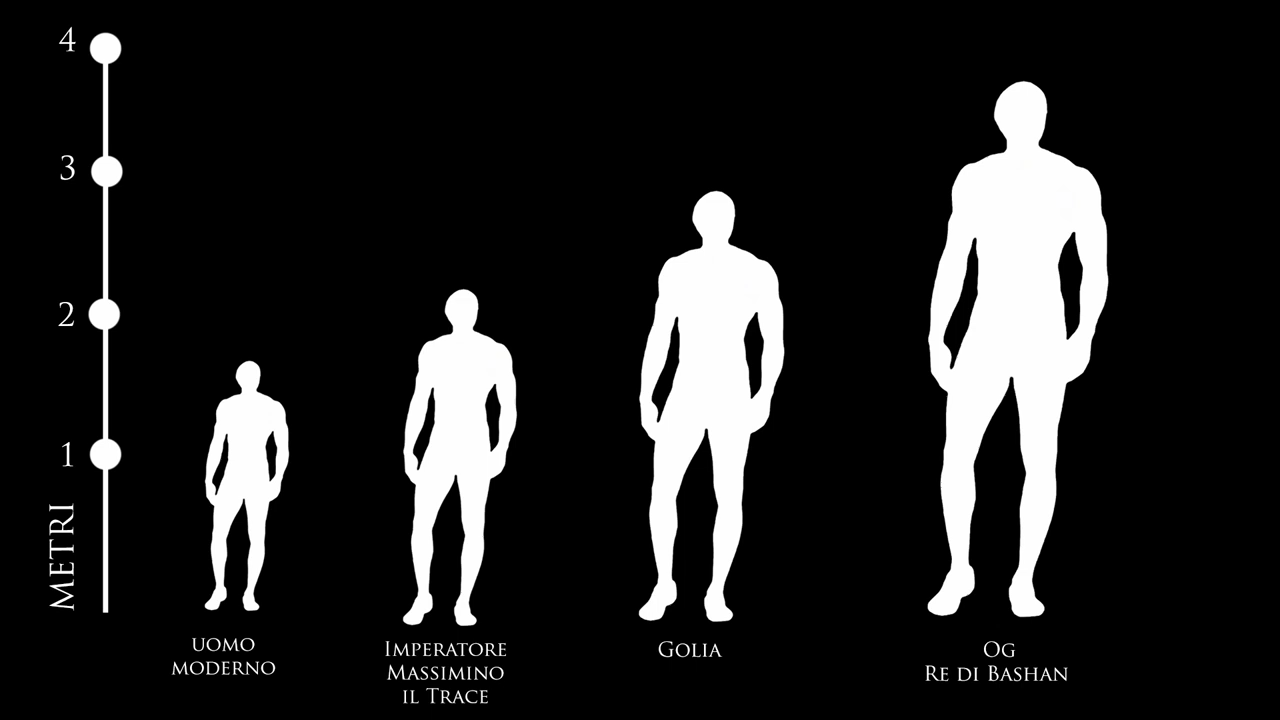 4
3
2
1
METRI
UOMO
MODERNO
IMPERATORE
MASSIMINO
IL TRACE
GOLIA
OG
RE DI BASHAN